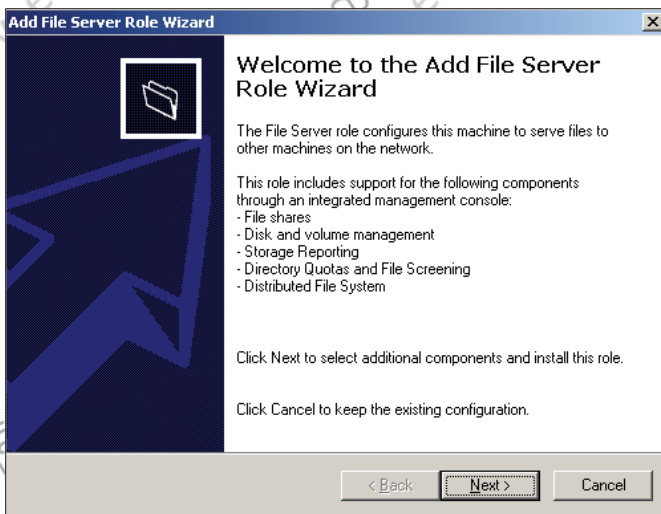 Add File Server Role Wizard
Welcome to the Add File Server
Role Wizard
The File Server role configures this machine to serve files to
other machines on the network.
This role includes support for the following components
through an integrated management console:
- File shares
- Disk and volume management
- Storage Reporting
- Directory Quotas and File Screening
- Distributed File System
Click Next to select additional components and install this role.
Click Cancel to keep the existing configuration.
< Back Next > Cancel